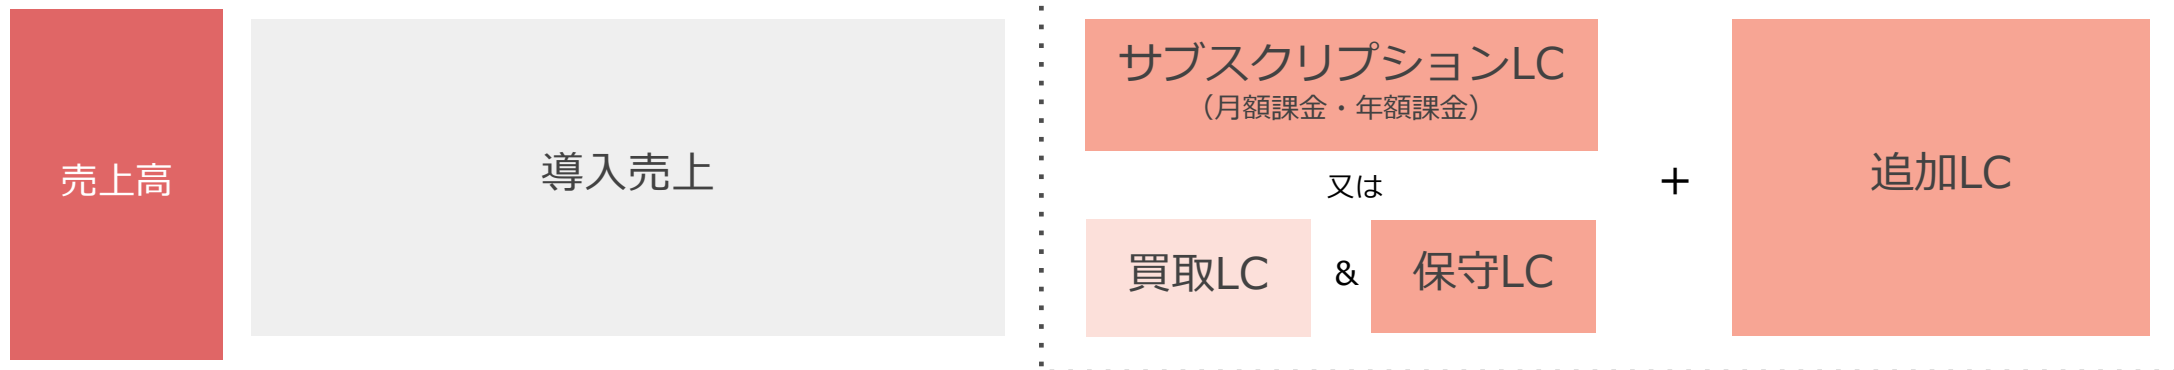 売上高
導入売上
サブスクリプションLC
（月額課金・年額課金）
又は
買取LC
&
保守LC
+
追加LC